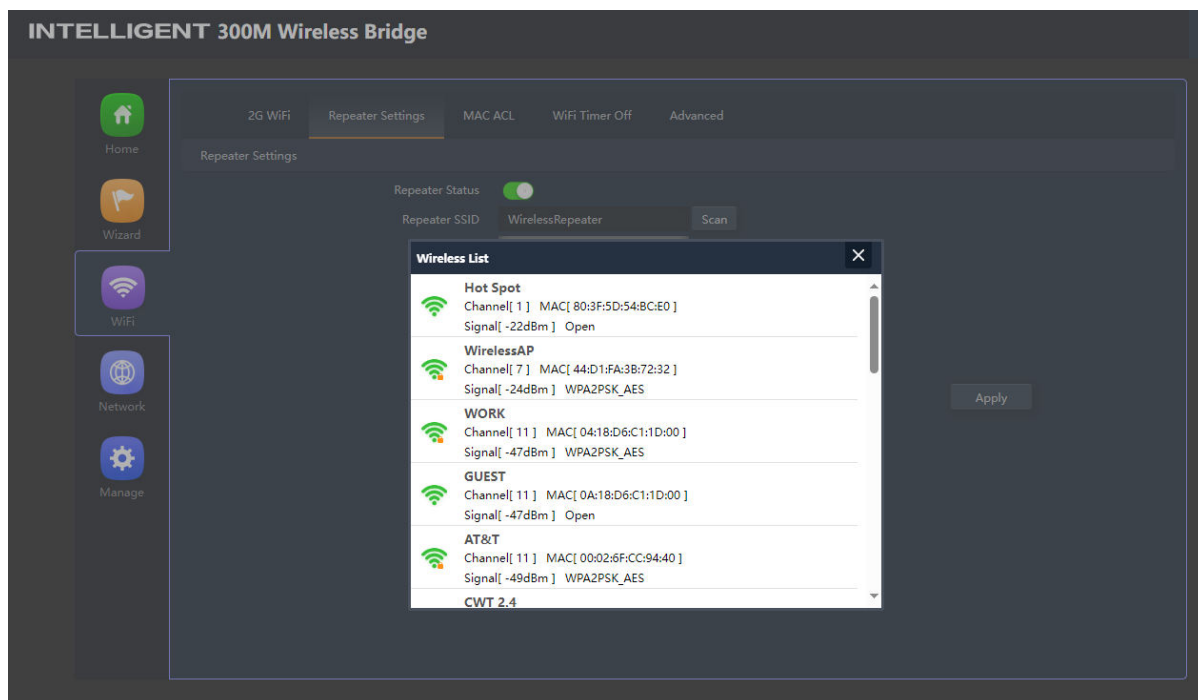 INTELLIGENT 300M Wireless Bridge
Home
Wizard
WiFi
Network
Manage
2G WiFi Repeater Settings MAC ACL WiFi Timer Off Advanced
Repeater Settings
Repeater Status
Repeater SSID WirelessRepeater Scan
Wireless List
Hot Spot
Channel[ 1 ] MAC[ 80:3F:5D:54:BC:E0 ]
Signal[ -22dBm ] Open
WirelessAP
Channel[ 7 ] MAC[ 44:D1:FA:3B:72:32 ]
Signal[ -24dBm ] WPA2PSK_AES
WORK
Channel[ 11 ] MAC[ 04:18:D6:C1:1D:00 ]
Signal[ -47dBm ] WPA2PSK_AES
GUEST
Channel[ 11 ] MAC[ 0A:18:D6:C1:1D:00 ]
Signal[ -47dBm ] Open
AT&T
Channel[ 11 ] MAC[ 00:02:6F:CC:94:40 ]
Signal[ -49dBm ] WPA2PSK_AES
CWT 2.4
Apply